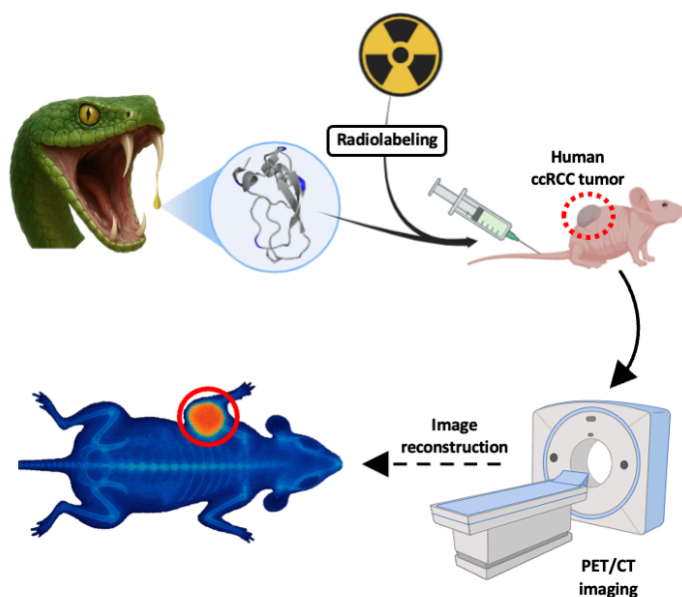 Radiolabeling
Human
ccRCC tumor
Image
reconstruction
PET/CT
imaging